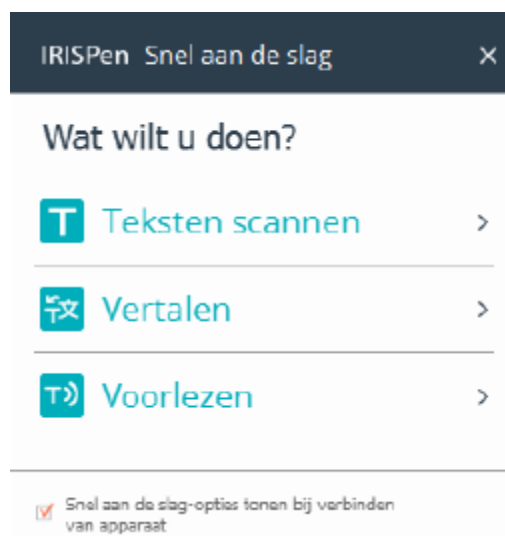 IRISPen Snel aan de slag
Wat wilt u doen?
Teksten scannen
Vertalen
Voorlezen
Snel aan de slag-opties tonen bij verbinden
van apparaat